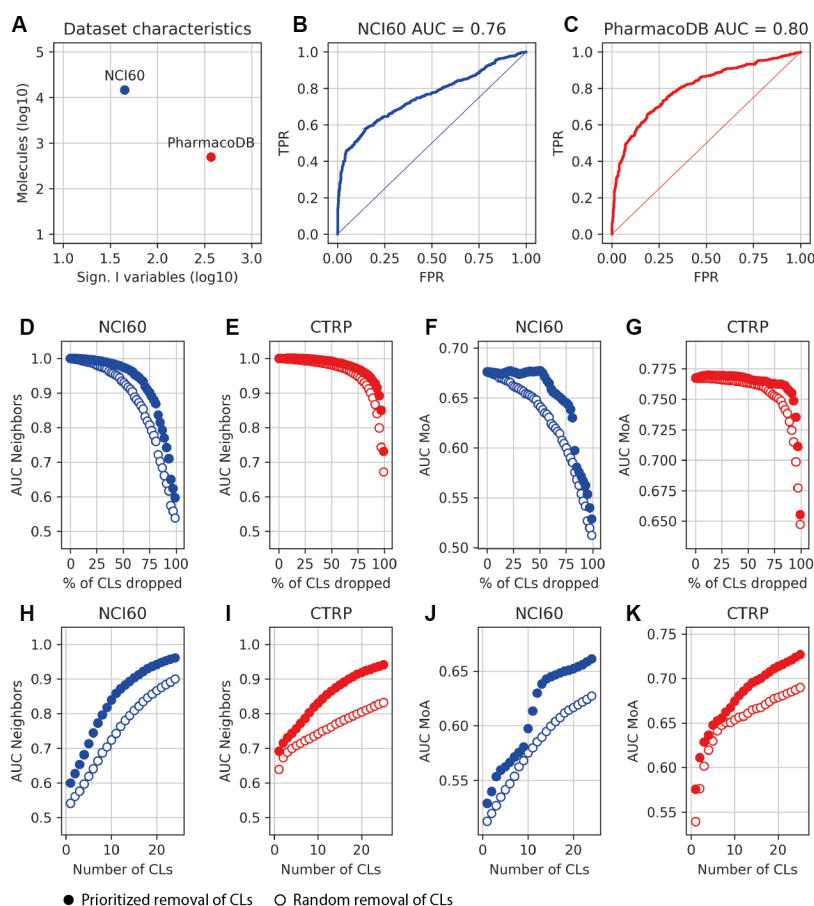 A
Dataset characteristics
5
4
3
2
1
Molecules (log10)
NCI60
PharmacoDB
1.0 1.5 2.0 2.5 3.0
Sign. I variables (log10)
B
NCI60 AUC = 0.76
1.0
0.8
0.6
0.4
0.2
0.0
TPR
0.00 0.25 0.50 0.75 1.00
FPR
C
PharmacoDB AUC = 0.80
1.0
0.8
0.6
0.4
0.2
0.0
TPR
0.00 0.25 0.50 0.75 1.00
FPR
D
NCI60
1.0
0.9
0.8
0.7
0.6
0.5
AUC Neighbors
0 25 50 75 100
% of CLs dropped
E
CTRP
1.0
0.9
0.8
0.7
0.6
0.5
AUC Neighbors
0 25 50 75 100
% of CLs dropped
F
NCI60
0.70
0.65
0.60
0.55
0.50
AUC MoA
0 25 50 75 100
% of CLs dropped
G
CTRP
0.775
0.750
0.725
0.700
0.675
0.650
AUC MoA
0 25 50 75 100
% of CLs dropped
H
NCI60
1.0
0.9
0.8
0.7
0.6
0.5
AUC Neighbors
0 10 20
Number of CLs
I
CTRP
1.0
0.9
0.8
0.7
0.6
0.5
AUC Neighbors
0 10 20
Number of CLs
J
NCI60
0.65
0.60
0.55
AUC MoA
0 10 20
Number of CLs
K
CTRP
0.75
0.70
0.65
0.60
0.55
AUC MoA
0 10 20
Number of CLs
Prioritized removal of CLs
Random removal of CLs